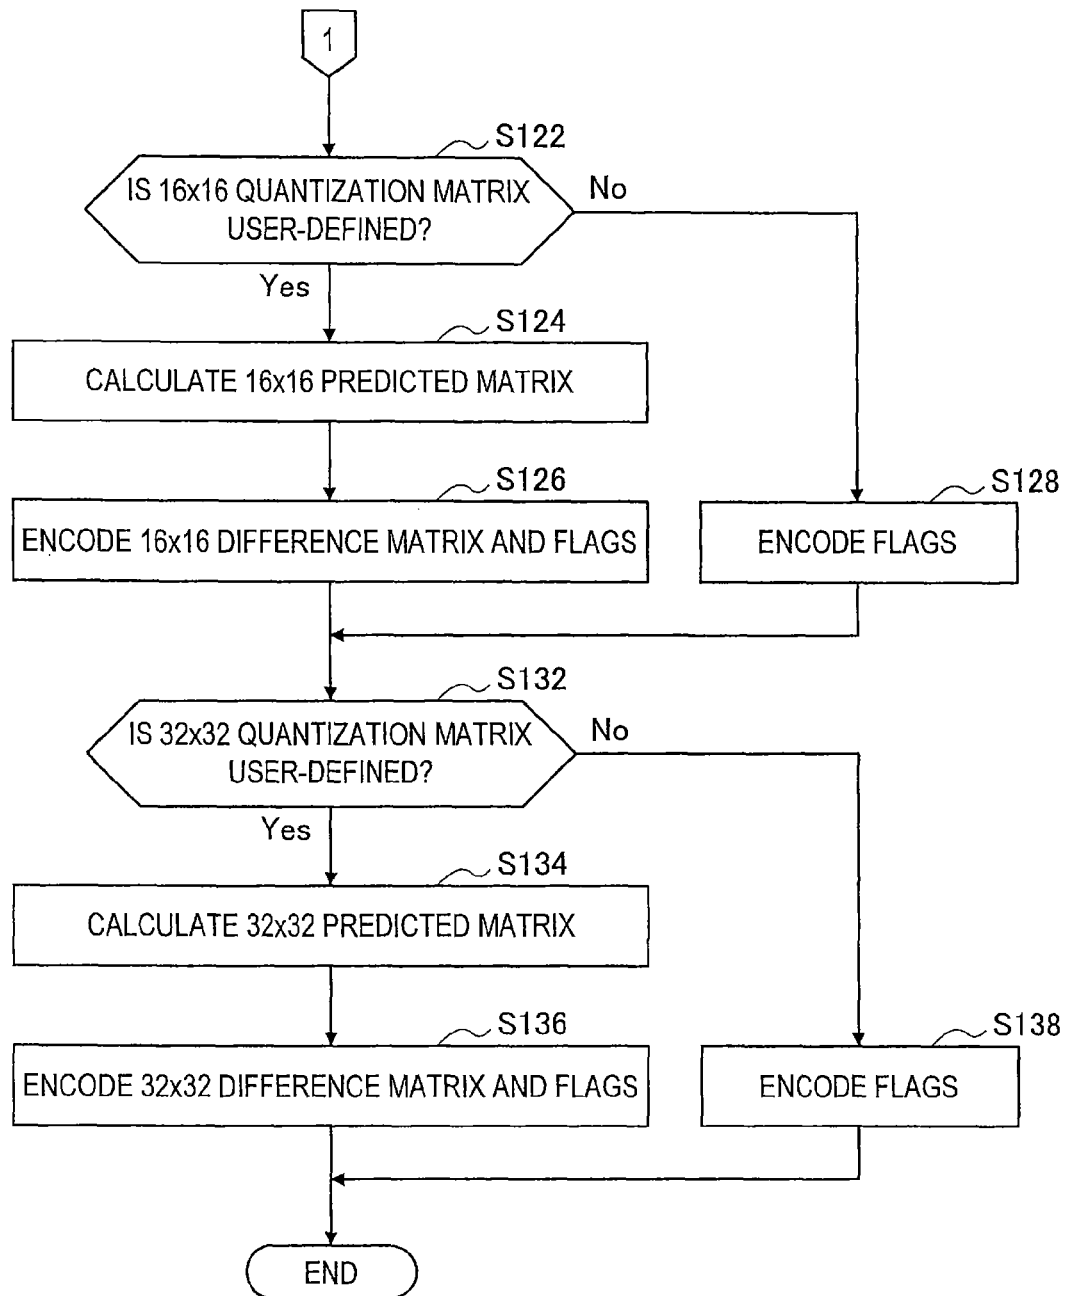 1
S122
IS 16x16 QUANTIZATION MATRIX
USER-DEFINED?
No
Yes
S124
CALCULATE 16x16 PREDICTED MATRIX
S126
ENCODE 16x16 DIFFERENCE MATRIX AND FLAGS
S128
ENCODE FLAGS
S132
IS 32x32 QUANTIZATION MATRIX
USER-DEFINED?
No
Yes
S134
CALCULATE 32x32 PREDICTED MATRIX
S136
ENCODE 32x32 DIFFERENCE MATRIX AND FLAGS
S138
ENCODE FLAGS
END